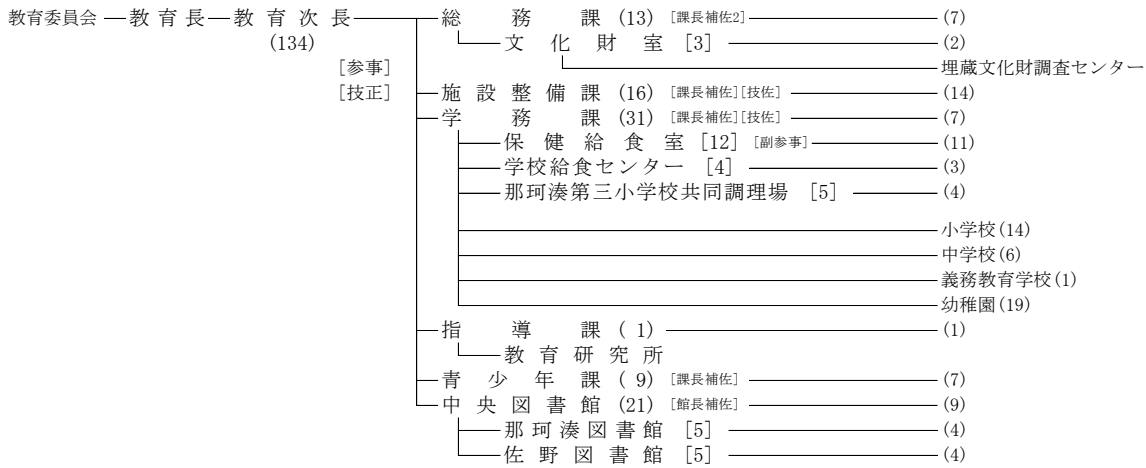 教育委員会 教育長 教育次長 総務課 (13) [課長補佐2] (7)
(134) 文化財室 [3] (2)
[参事] 埋蔵文化財調査センター
[技正] 施設整備課 (16) [課長補佐][技佐] (14)
学務課 (31) [課長補佐][技佐] (7)
保健給食室 [12] [副参事] (11)
学校給食センター [4] (3)
那珂湊第三小学校共同調理場 [5] (4)
小学校(14)
中学校(6)
義務教育学校(1)
幼稚園(19)
指導課 ( 1) (1)
教育研究所
青少年課 ( 9) [課長補佐] (7)
中央図書館 (21) [館長補佐] (9)
那珂湊図書館 [5] (4)
佐野図書館 [5] (4)